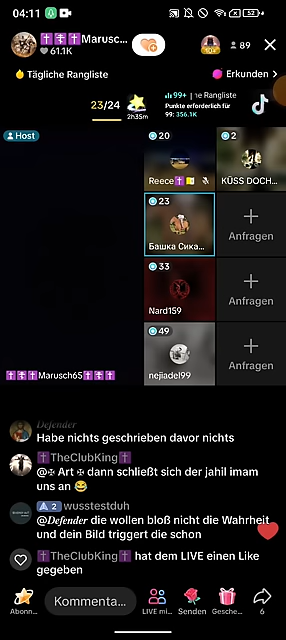 04:11
52
✝✝✝Marusc...
61.1K
89
Tägliche Rangliste
Erkunden >
23/24
2h35m
99+ | ne Rangliste
Punkte erforderlich für
99: 356.1K
Host
20
Reece✝
2
KÜSS DOCH...
23
Башка Сика...
Anfragen
33
Nard159
Anfragen
49
nejiadel99
Anfragen
✝✝✝Marusch65✝✝✝
Defender
Habe nichts geschrieben davor nichts
✝TheClubKing✝
@✠ Art ✠ dann schließt sich der jahil imam
uns an 😂
A 2 wusstestduh
@Defender die wollen bloß nicht die Wahrheit
und dein Bild triggert die schon
✝TheClubKing✝ hat dem LIVE einen Like
gegeben
Kommenta...
Abonn...
LIVE mi...
Senden
Gesche...
6